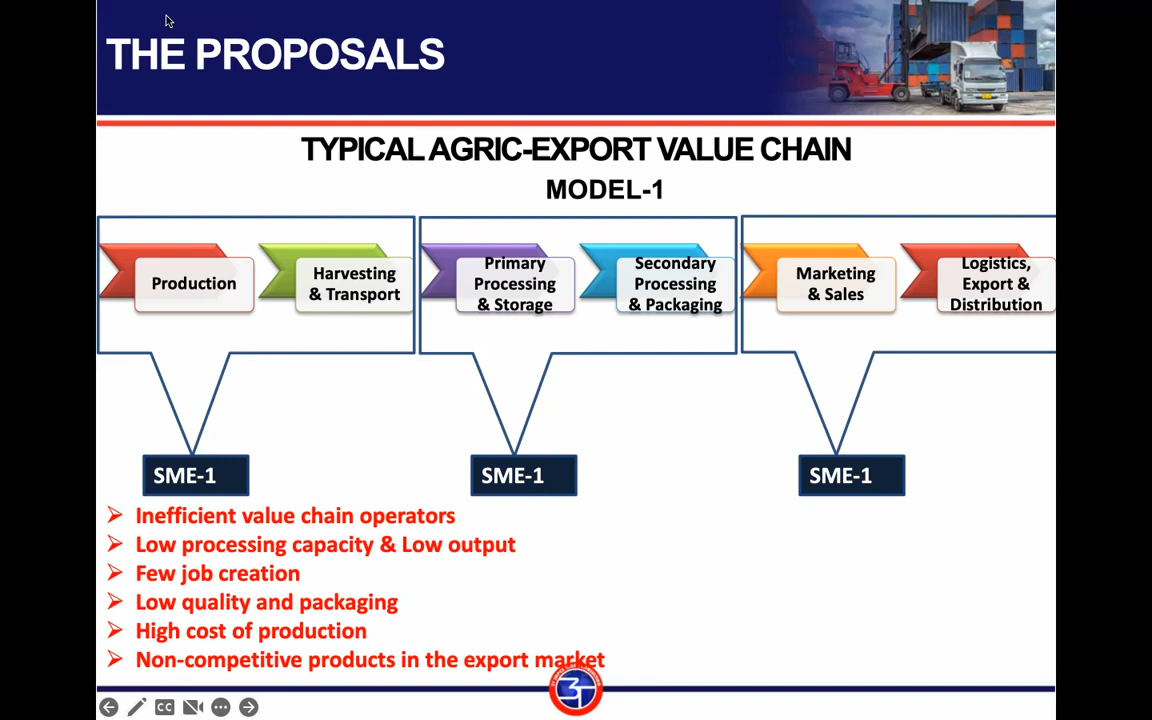 THE PROPOSALS
TYPICAL AGRIC-EXPORT VALUE CHAIN
MODEL-1
Production
Harvesting
& Transport
Primary
Processing
& Storage
Secondary
Processing
& Packaging
Marketing
& Sales
Logistics,
Export &
Distribution
SME-1
SME-1
SME-1
➢ Inefficient value chain operators
➢ Low processing capacity & Low output
➢ Few job creation
➢ Low quality and packaging
➢ High cost of production
➢ Non-competitive products in the export market
3T
CC